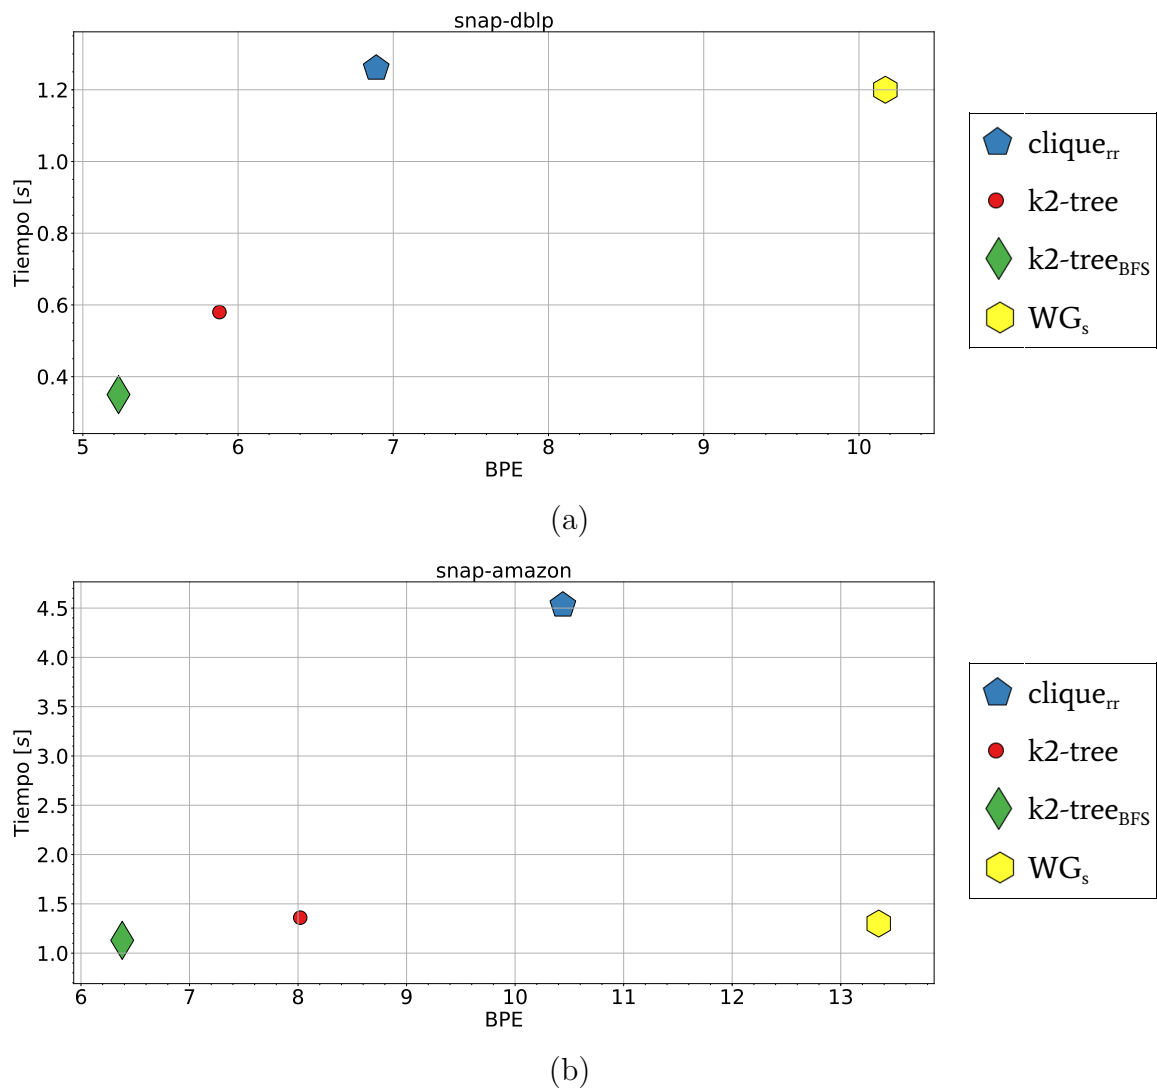 snap-dblp
1.2
1.0
0.8
0.6
0.4
Tiempo [s]
5 6 7 8 9 10
BPE
clique_rr
k2-tree
k2-tree_BFS
WG_s
(a)
snap-amazon
4.5
4.0
3.5
3.0
2.5
2.0
1.5
1.0
Tiempo [s]
6 7 8 9 10 11 12 13
BPE
clique_rr
k2-tree
k2-tree_BFS
WG_s
(b)